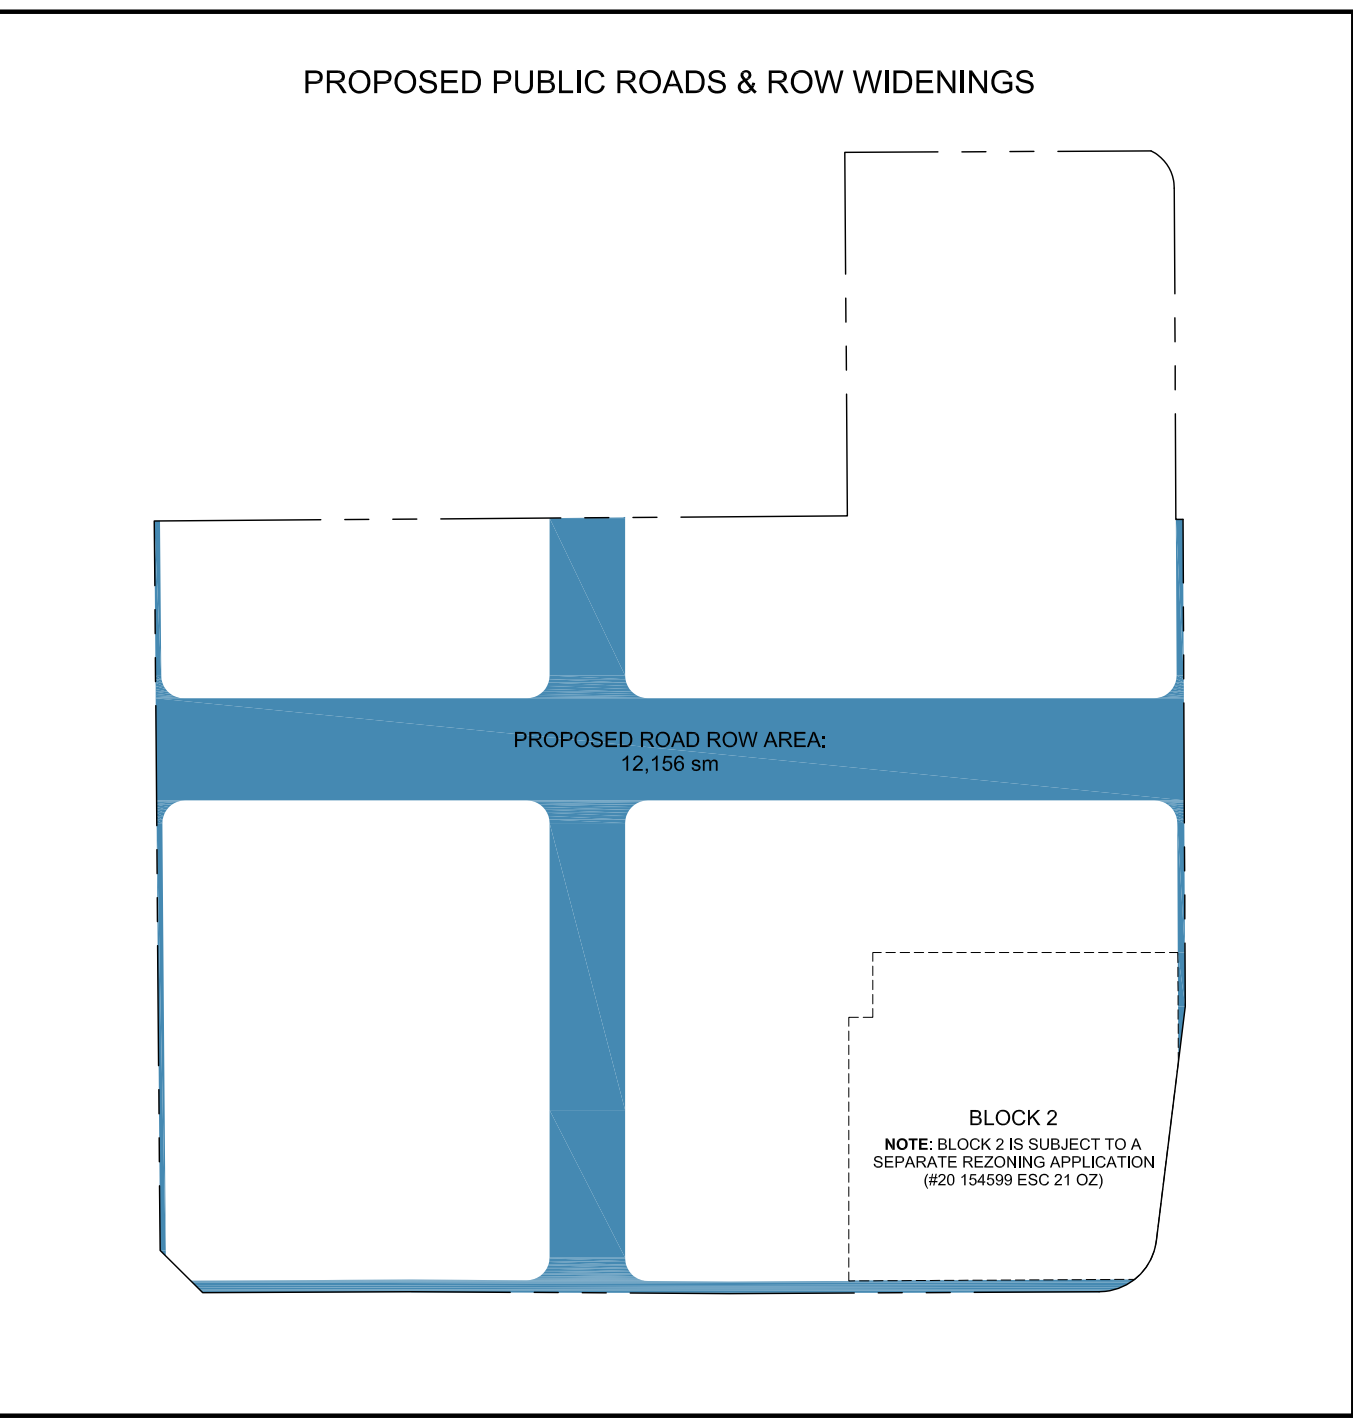 PROPOSED PUBLIC ROADS & ROW WIDENINGS
PROPOSED ROAD ROW AREA:
12,156 sm
BLOCK 2
NOTE: BLOCK 2 IS SUBJECT TO A
SEPARATE REZONING APPLICATION
(#20 154599 ESC 21 OZ)